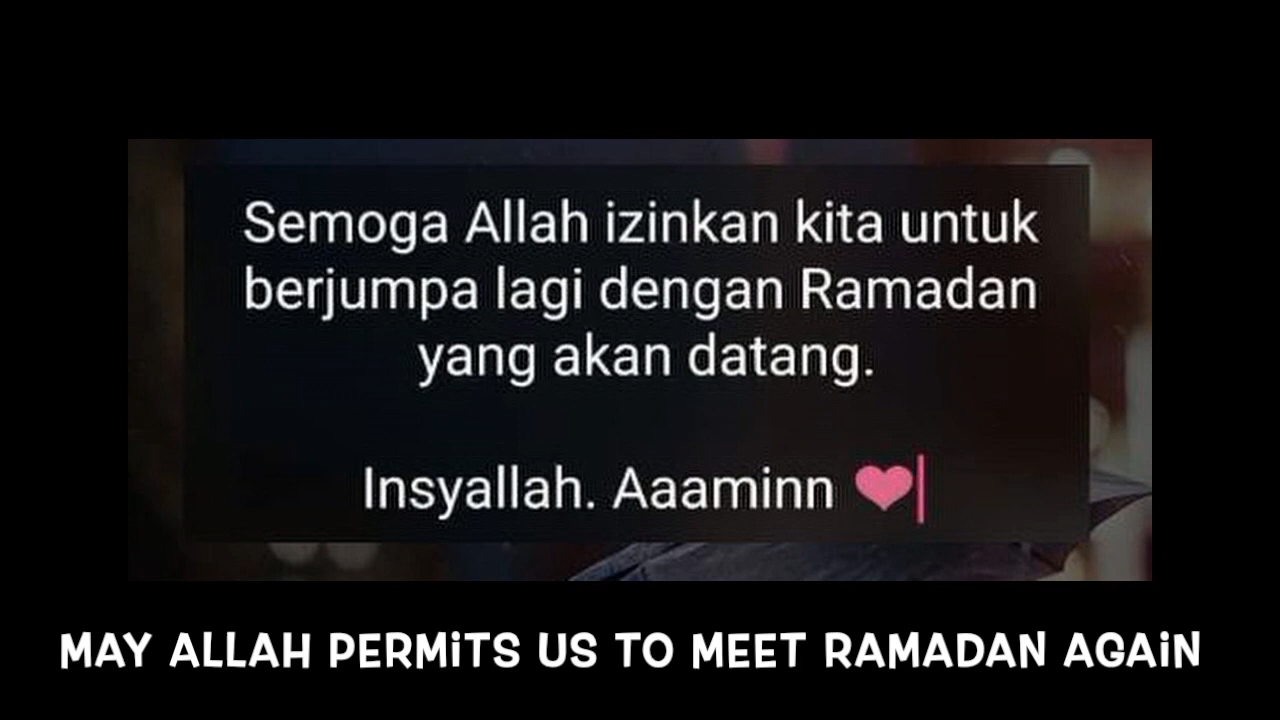 Semoga Allah izinkan kita untuk
berjumpa lagi dengan Ramadan
yang akan datang.
Insyallah. Aaaminn ❤
MAY ALLAH PERMiTS US TO MEET RAMADAN AGAiN